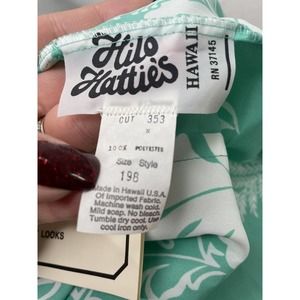 Hilo
Hattie's
HAWAII
RN 37145
CUT 353
X
100% POLYESTER
Size Style
198
Made in Hawaii U.S.A.
Of Imported Fabric.
Machine wash cold.
Mild soap. No bleach.
Tumble dry cool. Use
cool iron only.
LOOKS